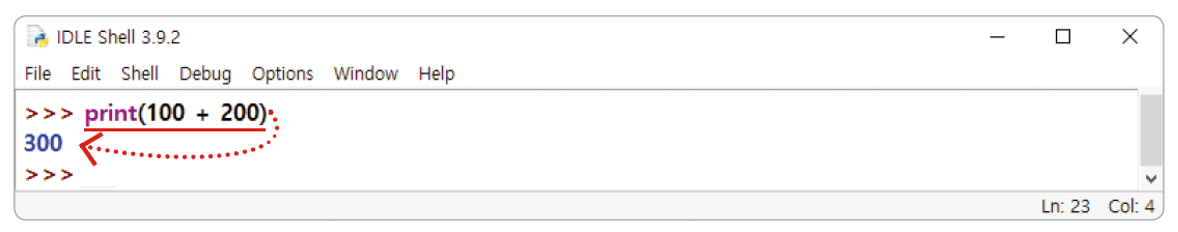 IDLE Shell 3.9.2
File Edit Shell Debug Options Window Help
>>> print(100 + 200)
300
>>>
Ln: 23 Col: 4